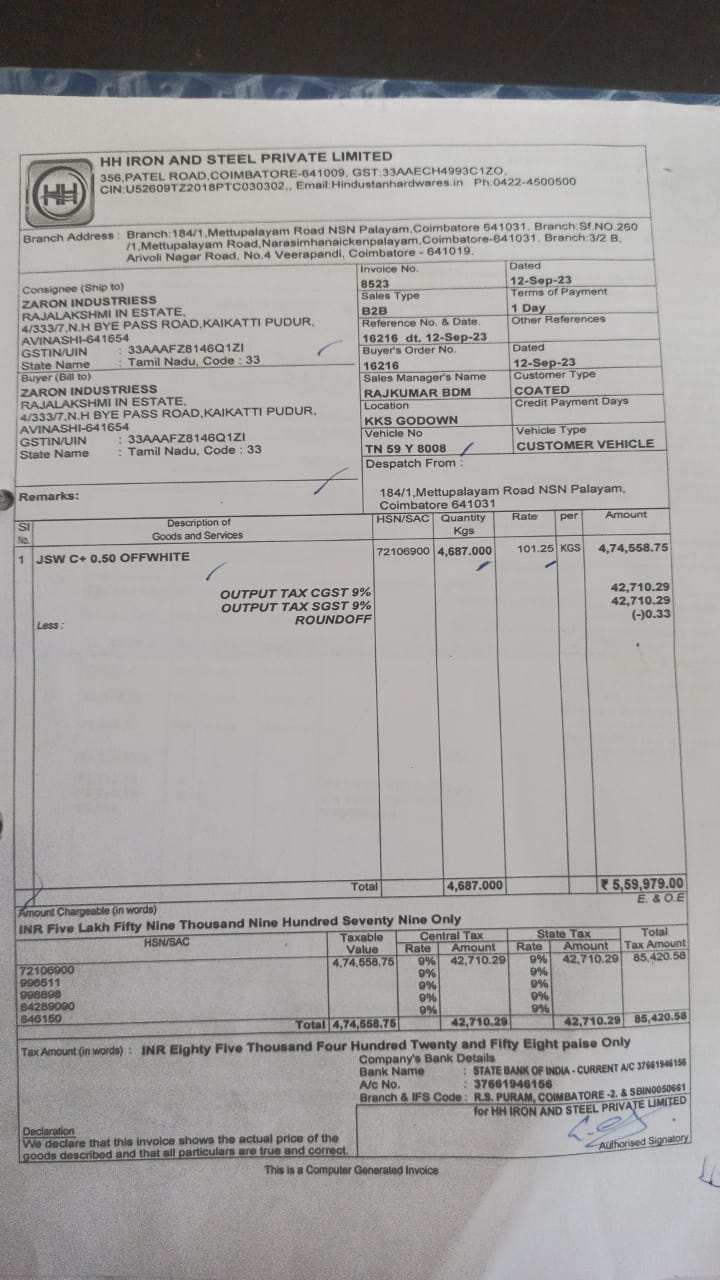 HH
HH IRON AND STEEL PRIVATE LIMITED
356,PATEL ROAD,COIMBATORE-641009, GST:33AAECH4993C1ZO,
CIN:U52609TZ2018PTC030302,, Email:Hindustanhardwares.in Ph:0422-4500500
Branch Address : Branch:184/1,Mettupalayam Road NSN Palayam,Coimbatore 641031. Branch:Sf.NO.260
/1,Mettupalayam Road,Narasimhanaickenpalayam,Coimbatore-641031. Branch:3/2 B,
Arivoli Nagar Road, No.4 Veerapandi, Coimbatore - 641019.
Consignee (Ship to)
ZARON INDUSTRIESS
RAJALAKSHMI IN ESTATE,
4/333/7,N.H BYE PASS ROAD,KAIKATTI PUDUR,
AVINASHI-641654
GSTIN/UIN : 33AAAFZ8146Q1ZI
State Name : Tamil Nadu, Code : 33
Buyer (Bill to)
ZARON INDUSTRIESS
RAJALAKSHMI IN ESTATE,
4/333/7,N.H BYE PASS ROAD,KAIKATTI PUDUR,
AVINASHI-641654
GSTIN/UIN : 33AAAFZ8146Q1ZI
State Name : Tamil Nadu, Code : 33
Remarks:
Invoice No. Dated
8523 12-Sep-23
Sales Type Terms of Payment
B2B 1 Day
Reference No. & Date. Other References
16216 dt. 12-Sep-23
Buyer's Order No. Dated
16216 12-Sep-23
Sales Manager's Name Customer Type
RAJKUMAR BDM COATED
Location Credit Payment Days
KKS GODOWN
Vehicle No Vehicle Type
TN 59 Y 8008 CUSTOMER VEHICLE
Despatch From :
184/1,Mettupalayam Road NSN Palayam,
Coimbatore 641031
Sl No. Description of Goods and Services HSN/SAC Quantity Kgs Rate per Amount
1 JSW C+ 0.50 OFFWHITE 72106900 4,687.000 101.25 KGS 4,74,558.75
OUTPUT TAX CGST 9% 42,710.29
OUTPUT TAX SGST 9% 42,710.29
Less : ROUNDOFF (-)0.33
Total 4,687.000 ₹ 5,59,979.00
Amount Chargeable (in words) E. & O.E
INR Five Lakh Fifty Nine Thousand Nine Hundred Seventy Nine Only
HSN/SAC Taxable Value Central Tax State Tax Total Tax Amount
Rate Amount Rate Amount
72106900 4,74,558.75 9% 42,710.29 9% 42,710.29 85,420.58
996511 9% 9%
998898 9% 9%
84289090 9% 9%
846150 9% 9%
Total 4,74,558.75 42,710.29 42,710.29 85,420.58
Tax Amount (in words) : INR Eighty Five Thousand Four Hundred Twenty and Fifty Eight paise Only
Company's Bank Details
Bank Name : STATE BANK OF INDIA - CURRENT A/C 37661946156
A/c No. : 37661946156
Branch & IFS Code : R.S. PURAM, COIMBATORE -2. & SBIN0050661
for HH IRON AND STEEL PRIVATE LIMITED
Declaration
We declare that this invoice shows the actual price of the
goods described and that all particulars are true and correct.
Authorised Signatory
This is a Computer Generated Invoice